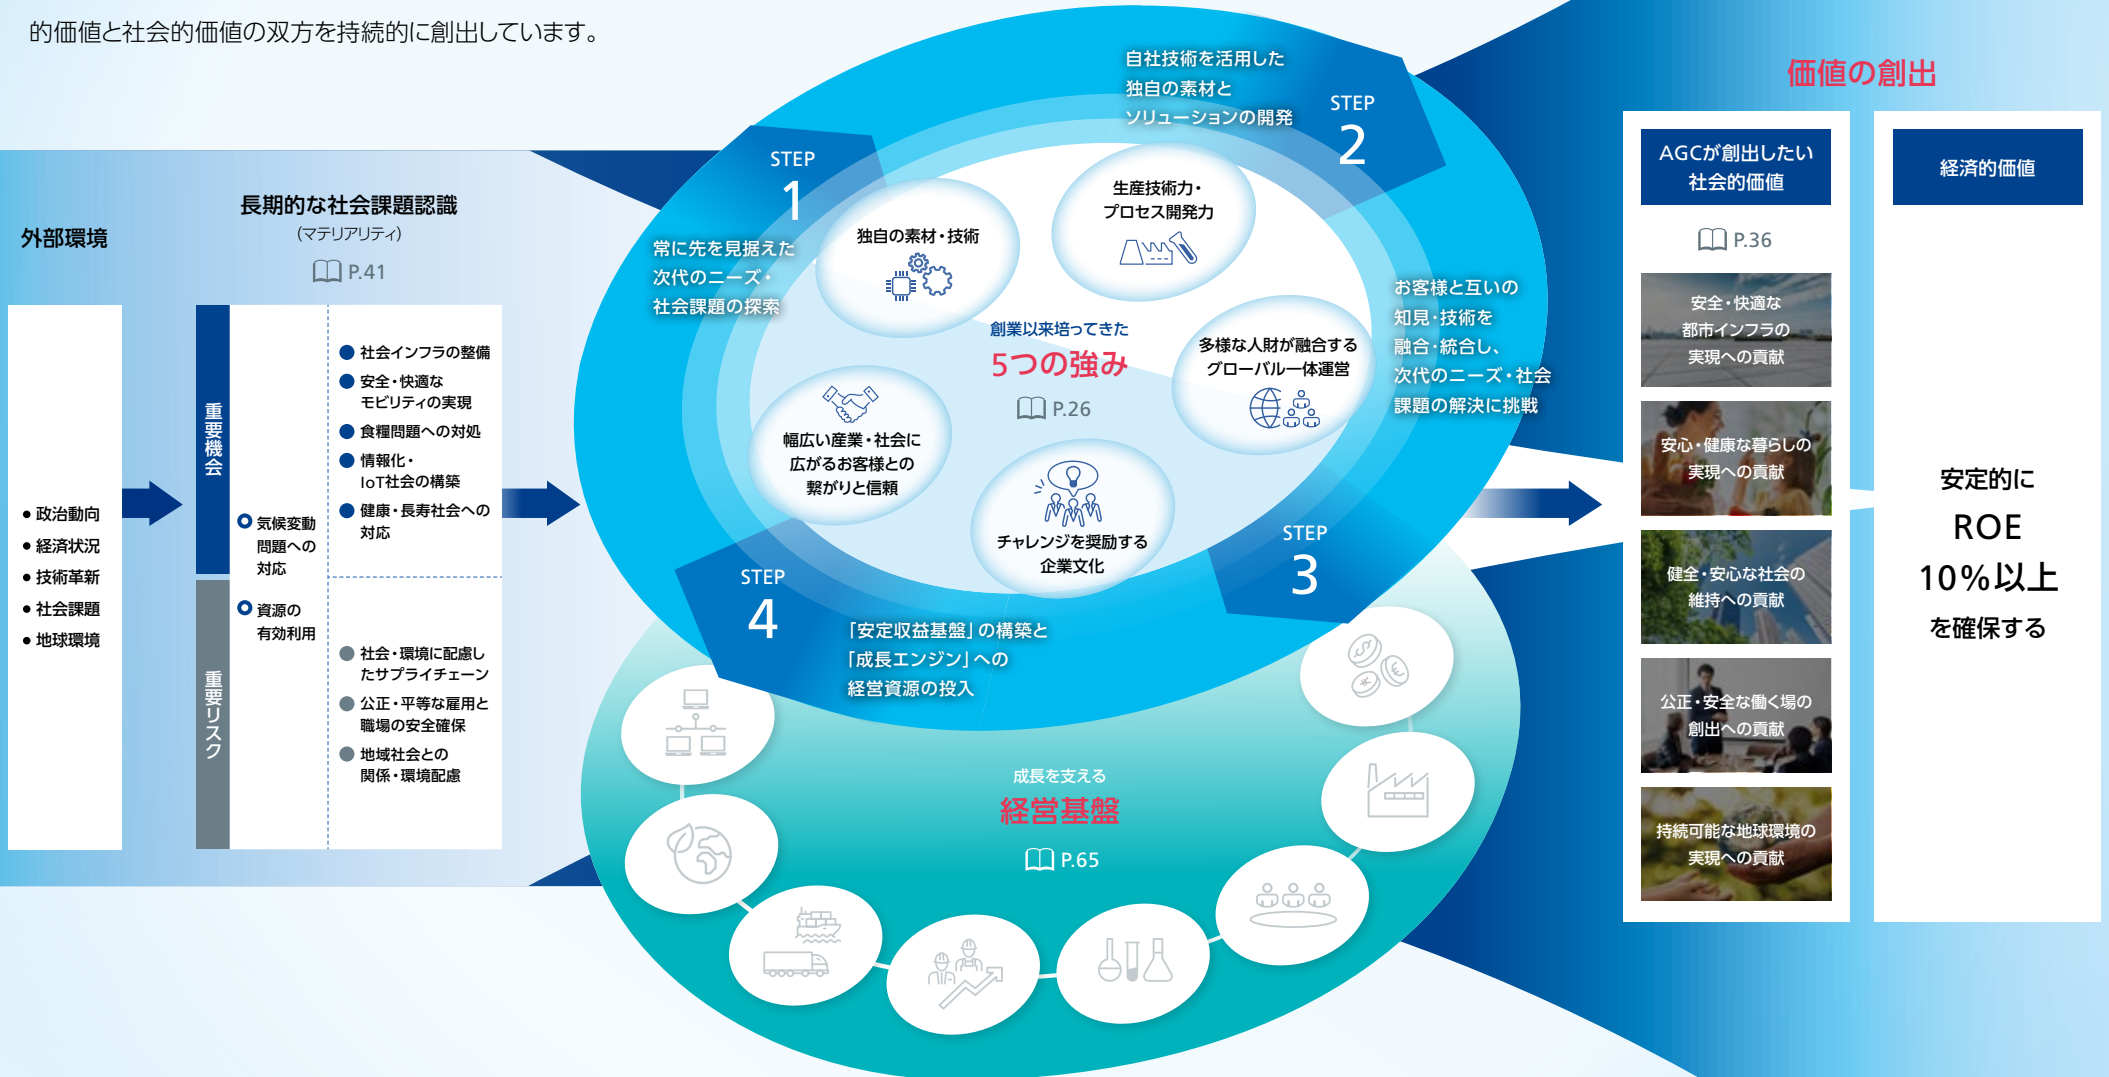 的価値と社会的価値の双方を持続的に創出しています。
外部環境
• 政治動向
• 経済状況
• 技術革新
• 社会課題
• 地球環境
長期的な社会課題認識
（マテリアリティ）
P.41
重要機会
重要リスク
気候変動
問題への
対応
資源の
有効利用
社会インフラの整備
安全・快適な
モビリティの実現
食糧問題への対処
情報化・
IoT社会の構築
健康・長寿社会への
対応
社会・環境に配慮し
たサプライチェーン
公正・平等な雇用と
職場の安全確保
地域社会との
関係・環境配慮
STEP
1
常に先を見据えた
次代のニーズ・
社会課題の探索
STEP
2
自社技術を活用した
独自の素材と
ソリューションの開発
STEP
3
お客様と互いの
知見・技術を
融合・統合し、
次代のニーズ・社会
課題の解決に挑戦
STEP
4
「安定収益基盤」の構築と
「成長エンジン」への
経営資源の投入
創業以来培ってきた
5つの強み
P.26
独自の素材・技術
生産技術力・
プロセス開発力
多様な人財が融合する
グローバル一体運営
チャレンジを奨励する
企業文化
幅広い産業・社会に
広がるお客様との
繋がりと信頼
成長を支える
経営基盤
P.65
価値の創出
AGCが創出したい
社会的価値
P.36
安全・快適な
都市インフラの
実現への貢献
安心・健康な暮らしの
実現への貢献
健全・安心な社会の
維持への貢献
公正・安全な働く場の
創出への貢献
持続可能な地球環境の
実現への貢献
経済的価値
安定的に
ROE
10%以上
を確保する